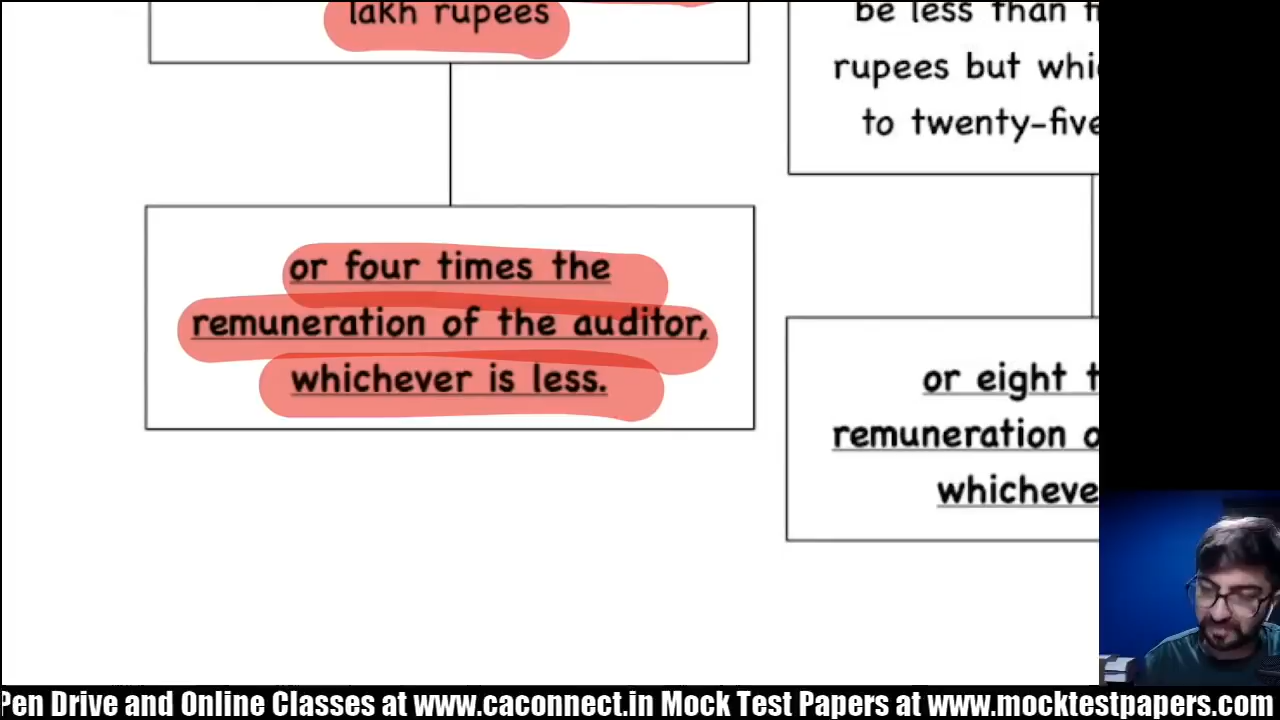 lakh rupees
or four times the
remuneration of the auditor,
whichever is less.
be less than
rupees but
to twenty-five
or eight
remuneration
Pen Drive and Online Classes at www.caconnect.in Mock Test Papers at www.mocktestpapers.com